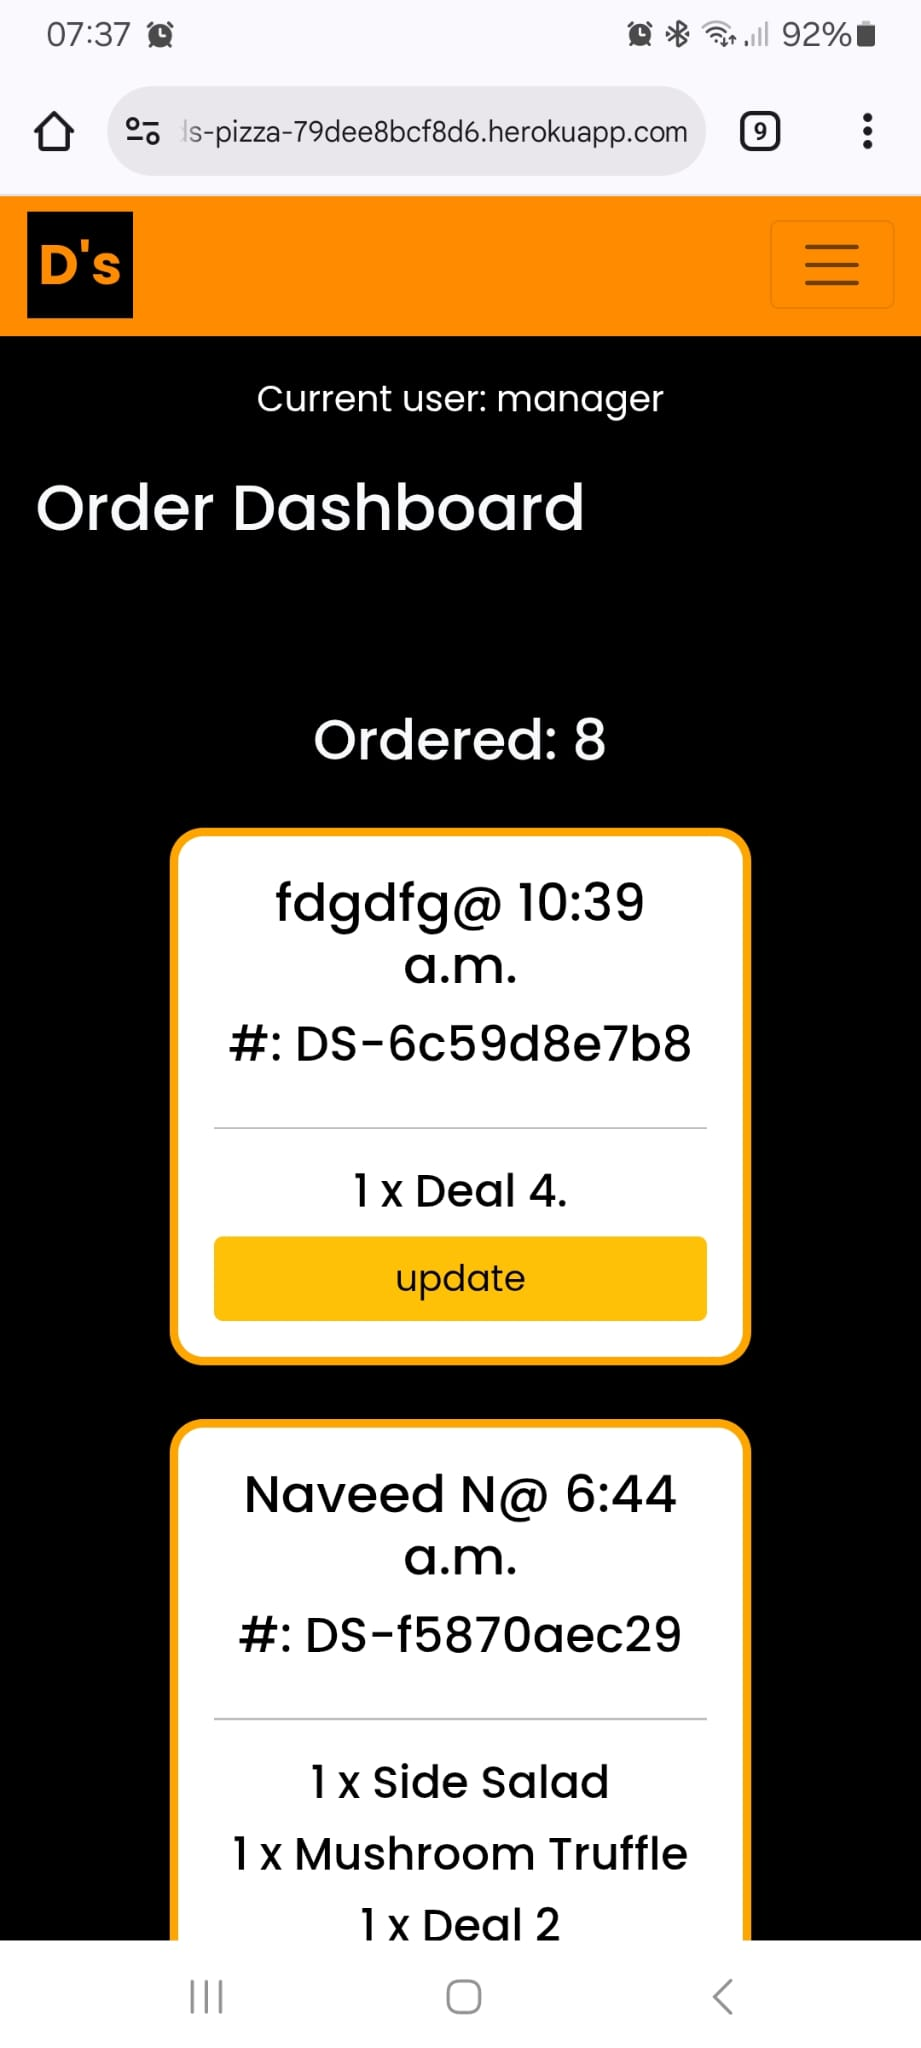 07:37
92%
s-pizza-79dee8bcf8d6.herokuapp.com
9
D's
Current user: manager
Order Dashboard
Ordered: 8
fdgdfg@ 10:39
a.m.
#: DS-6c59d8e7b8
1 x Deal 4.
update
Naveed N@ 6:44
a.m.
#: DS-f5870aec29
1 x Side Salad
1 x Mushroom Truffle
1 x Deal 2